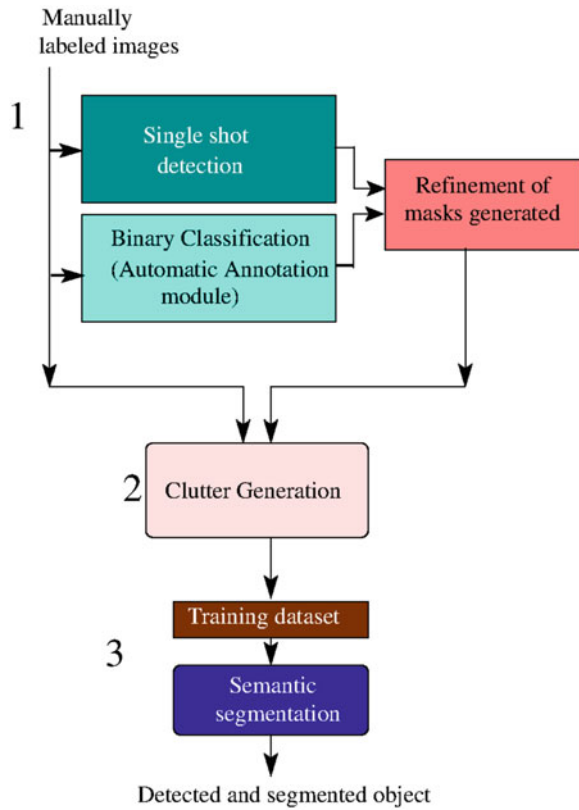 Manually
labeled images
1
Single shot
detection
Refinement of
masks generated
Binary Classification
(Automatic Annotation
module)
2
Clutter Generation
Training dataset
3
Semantic
segmentation
Detected and segmented object